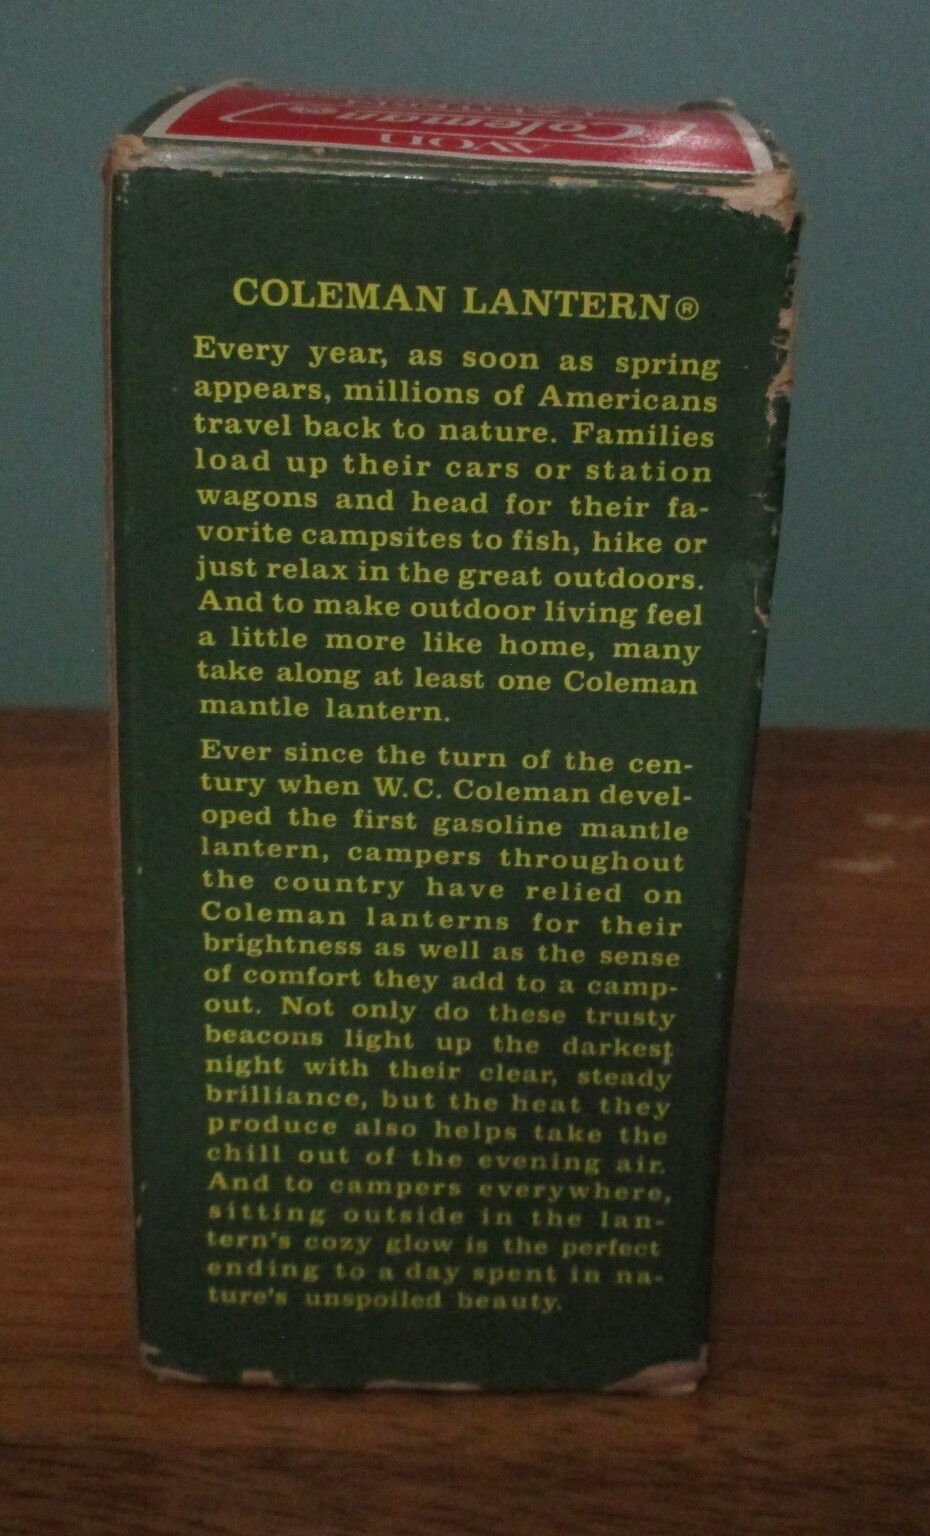 AVON
Coleman
COLEMAN LANTERN®
Every year, as soon as spring
appears, millions of Americans
travel back to nature. Families
load up their cars or station
wagons and head for their fa-
vorite campsites to fish, hike or
just relax in the great outdoors.
And to make outdoor living feel
a little more like home, many
take along at least one Coleman
mantle lantern.
Ever since the turn of the cen-
tury when W.C. Coleman devel-
oped the first gasoline mantle
lantern, campers throughout
the country have relied on
Coleman lanterns for their
brightness as well as the sense
of comfort they add to a camp-
out. Not only do these trusty
beacons light up the darkest
night with their clear, steady
brilliance, but the heat they
produce also helps take the
chill out of the evening air.
And to campers everywhere,
sitting outside in the lan-
tern's cozy glow is the perfect
ending to a day spent in na-
ture's unspoiled beauty.